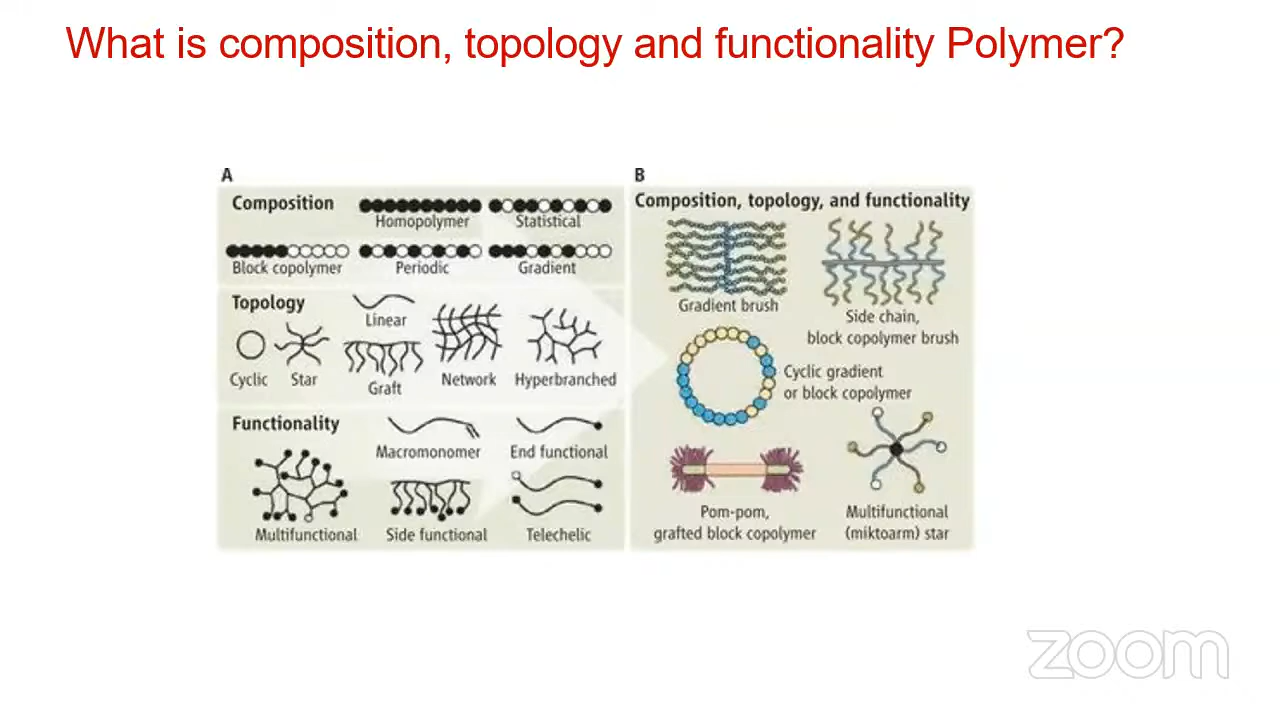 What is composition, topology and functionality Polymer?
A
Composition
Homopolymer
Statistical
Block copolymer
Periodic
Gradient
Topology
Linear
Cyclic
Star
Graft
Network
Hyperbranched
Functionality
Macromonomer
End functional
Multifunctional
Side functional
Telechelic
B
Composition, topology, and functionality
Gradient brush
Side chain,
block copolymer brush
Cyclic gradient
or block copolymer
Pom-pom,
grafted block copolymer
Multifunctional
(miktoarm) star
zoom